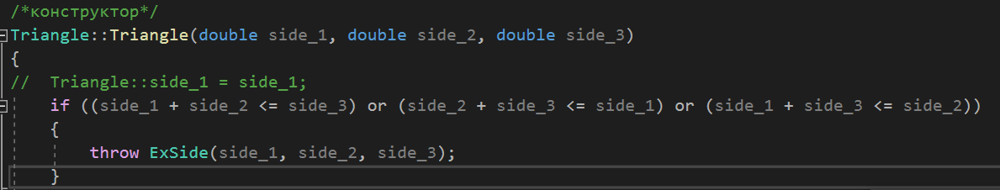 /*конструктор*/
Triangle::Triangle(double side_1, double side_2, double side_3)
{
//  Triangle::side_1 = side_1;
    if ((side_1 + side_2 <= side_3) or (side_2 + side_3 <= side_1) or (side_1 + side_3 <= side_2))
    {
        throw ExSide(side_1, side_2, side_3);
    }